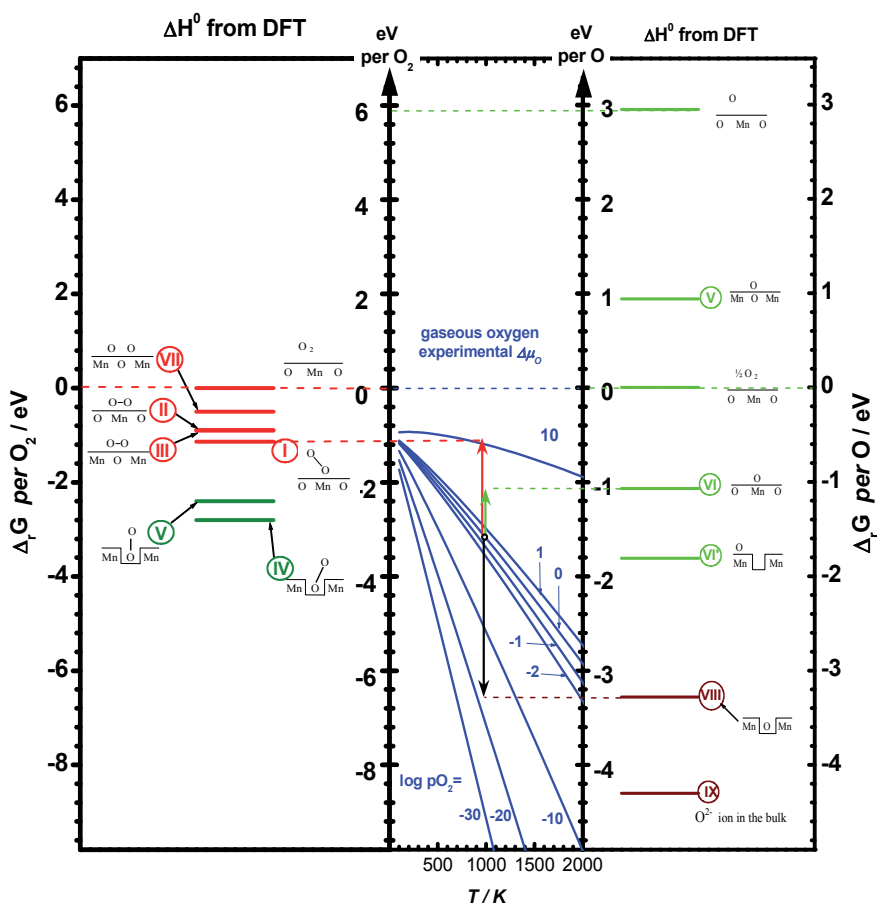 ΔH⁰ from DFT
eV
per O₂
eV
per O
ΔH⁰ from DFT
ΔᵣG per O₂ / eV
6
4
2
0
-2
-4
-6
-8
O O
Mn O Mn
VII
O₂
O Mn O
O–O
O Mn O
II
O–O
Mn O Mn
III
I
O
O
O Mn O
V
O
Mn O Mn
IV
O
Mn O Mn
6
4
2
0
-2
-4
-6
-8
gaseous oxygen
experimental Δμ_O
10
1
0
-1
-2
log pO₂=
-30
-20
-10
500 1000 1500 2000
T / K
3
2
1
0
-1
-2
-3
-4
O
O Mn O
V
O
Mn O Mn
½ O₂
O Mn O
VI
O
O Mn O
VI'
O
Mn Mn
VIII
Mn O Mn
IX
O²⁻ ion in the bulk
3
2
1
0
-1
-2
-3
-4
ΔᵣG per O / eV